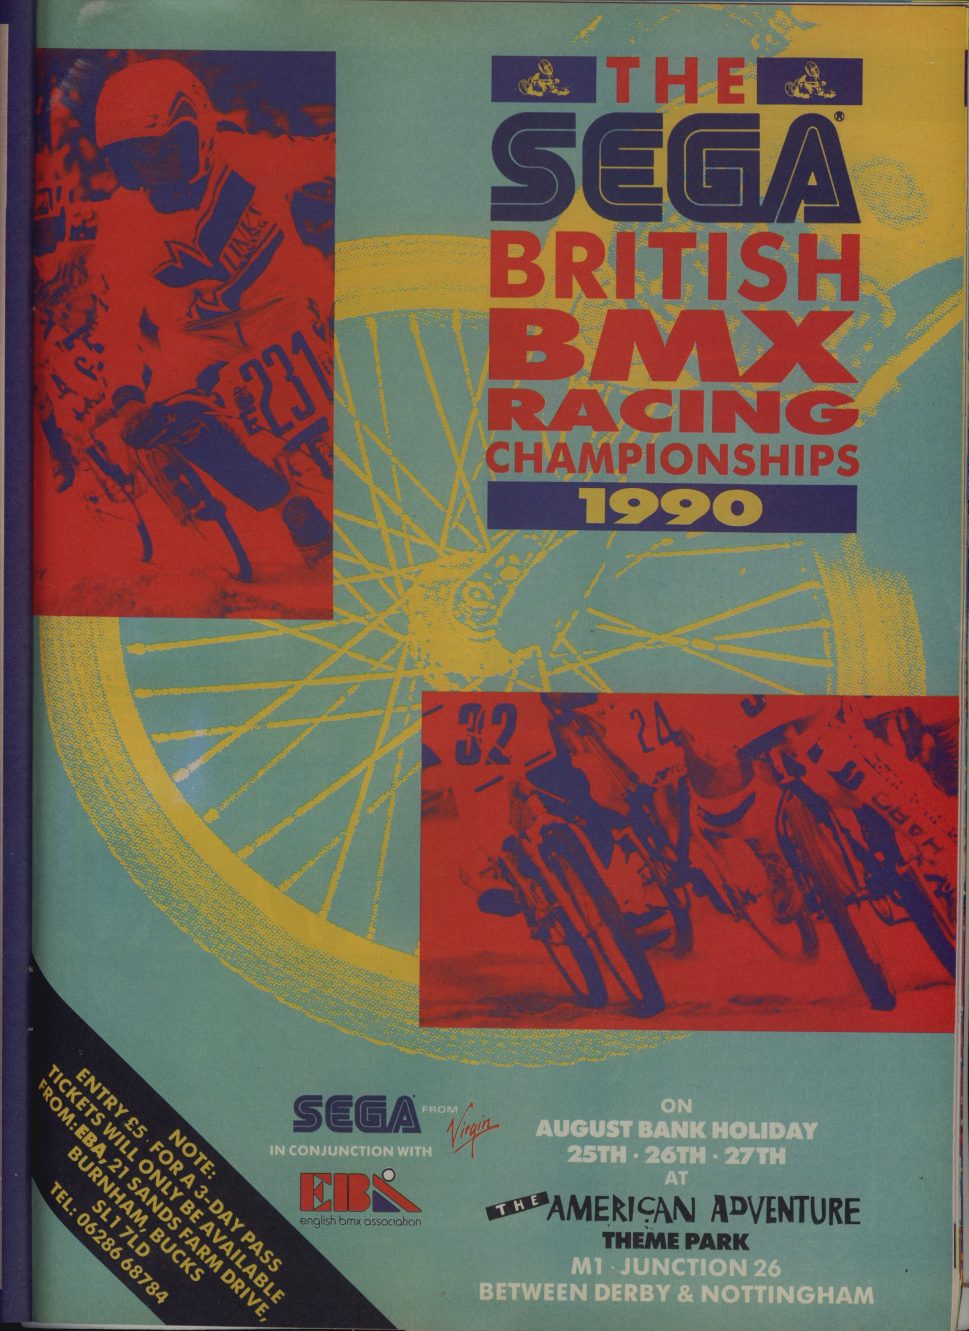 THE
SEGA®
BRITISH
BMX
RACING
CHAMPIONSHIPS
1990
231
32
24
SEGA FROM Virgin
IN CONJUNCTION WITH
EBA
english bmx association
ON
AUGUST BANK HOLIDAY
25TH · 26TH · 27TH
AT
THE AMERICAN ADVENTURE
THEME PARK
M1 · JUNCTION 26
BETWEEN DERBY & NOTTINGHAM
NOTE:
ENTRY £5 · FOR A 3-DAY PASS
TICKETS WILL ONLY BE AVAILABLE
FROM: EBA, 21 SANDS FARM DRIVE,
BURNHAM, BUCKS
SL1 7LD
TEL: 06286 68784